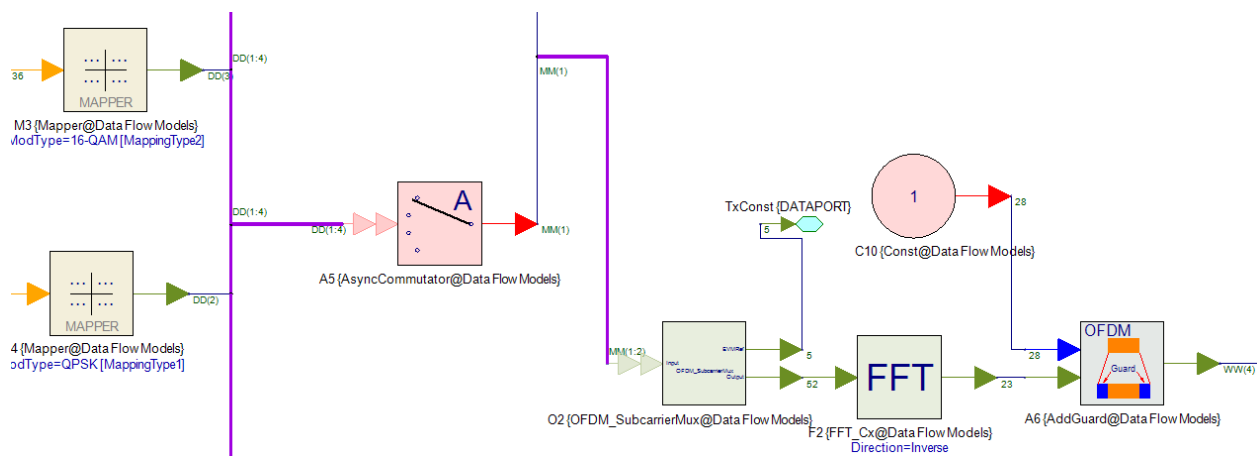 36
MAPPER
DD(3)
DD(1:4)
M3 {Mapper@Data Flow Models}
ModType=16-QAM [MappingType2]
DD(1:4)
DD(1:4)
A
MM(1)
A5 {AsyncCommutator@Data Flow Models}
MM(1)
MAPPER
DD(2)
4 {Mapper@Data Flow Models}
odType=QPSK [MappingType1]
MM(1:2)
Input
EVMRef
OFDM_SubcarrierMux
Output
5
52
O2 {OFDM_SubcarrierMux@Data Flow Models}
TxConst {DATAPORT}
5
FFT
23
F2 {FFT_Cx@Data Flow Models}
Direction=Inverse
1
28
C10 {Const@Data Flow Models}
28
OFDM
Guard
WW(4)
A6 {AddGuard@Data Flow Models}